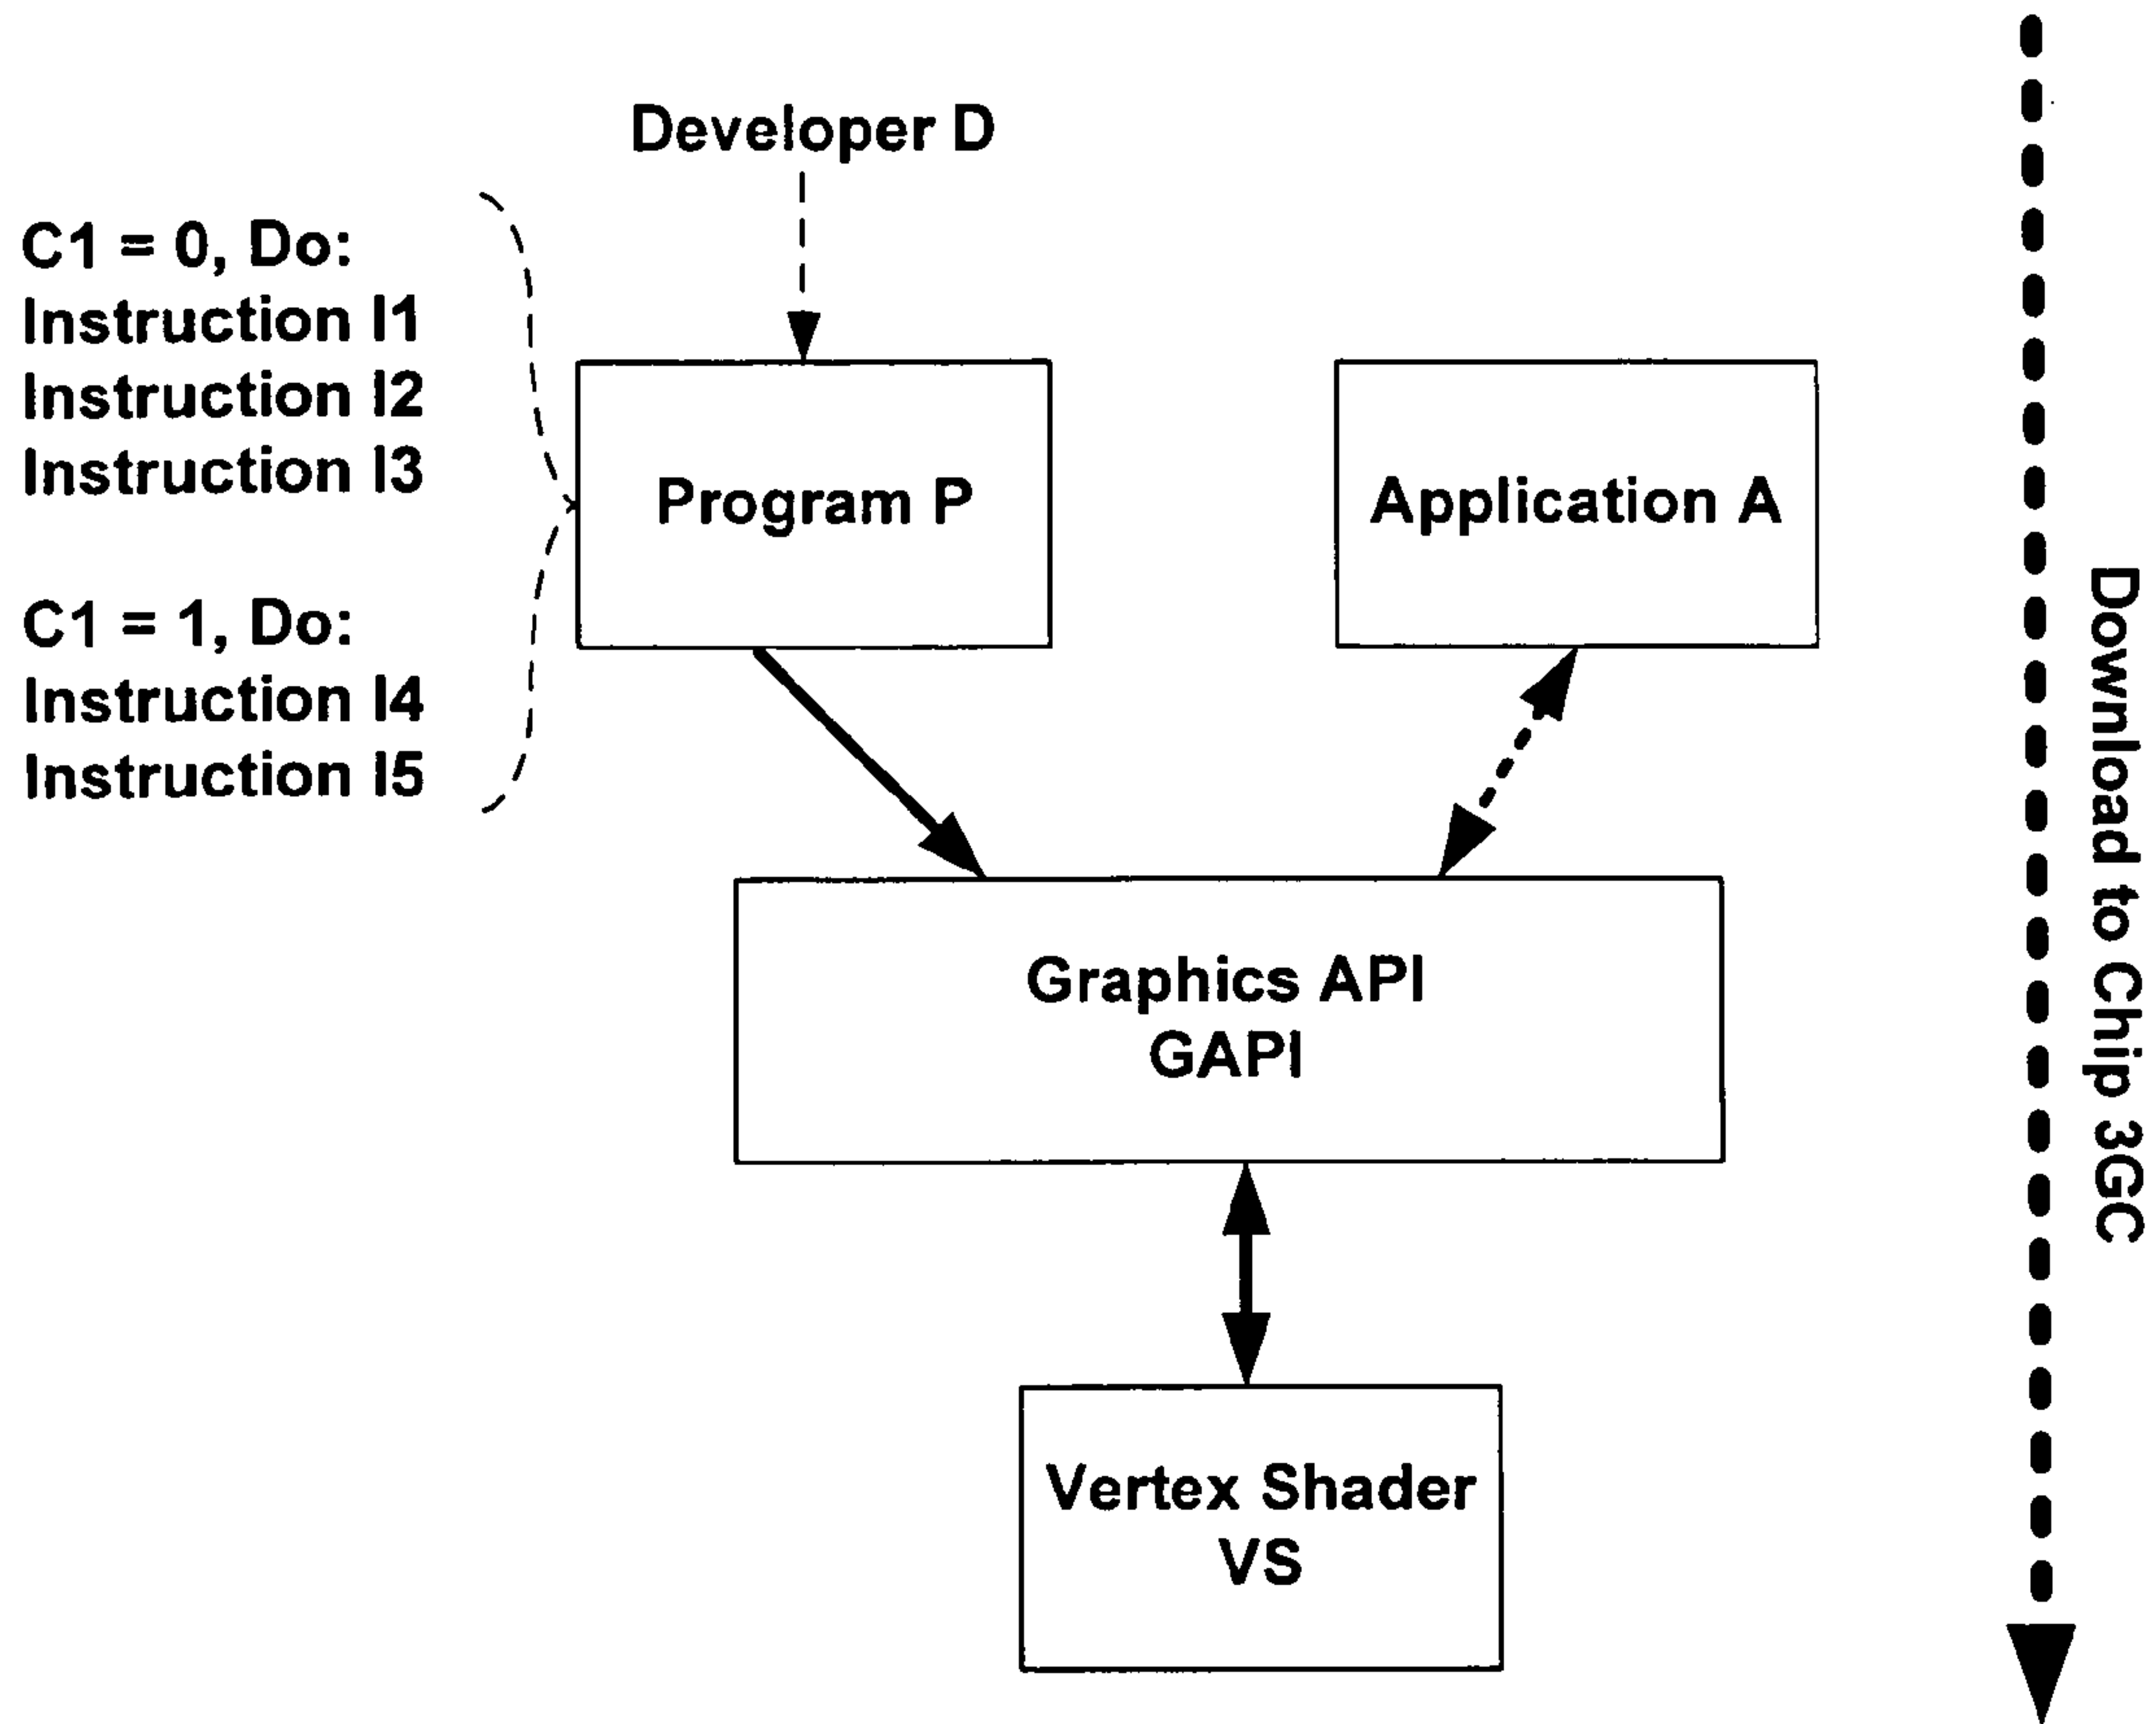 Developer D
C1 = 0, Do:
Instruction I1
Instruction I2
Instruction I3
C1 = 1, Do:
Instruction I4
Instruction I5
Program P
Application A
Graphics API
GAPI
Vertex Shader
VS
Download to Chip 3GC